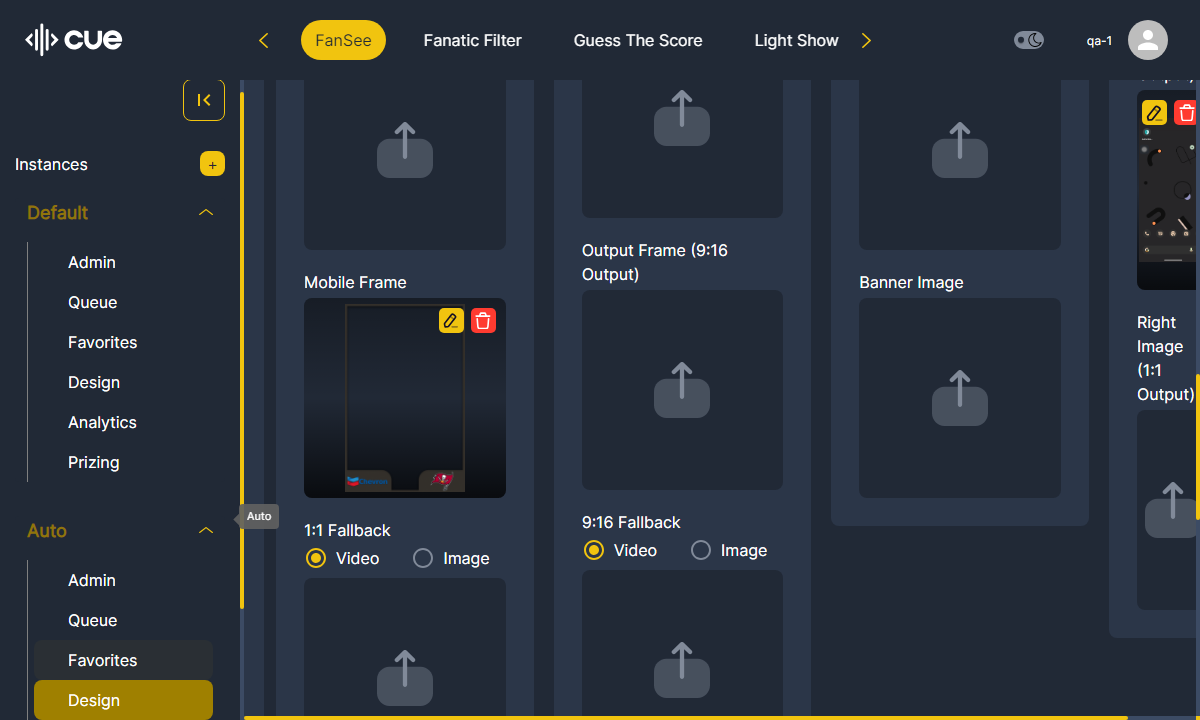 cue
FanSee
Fanatic Filter
Guess The Score
Light Show
qa-1
Instances
+
Default
Admin
Queue
Favorites
Design
Analytics
Prizing
Auto
Auto
Admin
Queue
Favorites
Design
Mobile Frame
1:1 Fallback
Video
Image
Output Frame (9:16
Output)
9:16 Fallback
Video
Image
Banner Image
Output)
Right
Image
(1:1
Output)